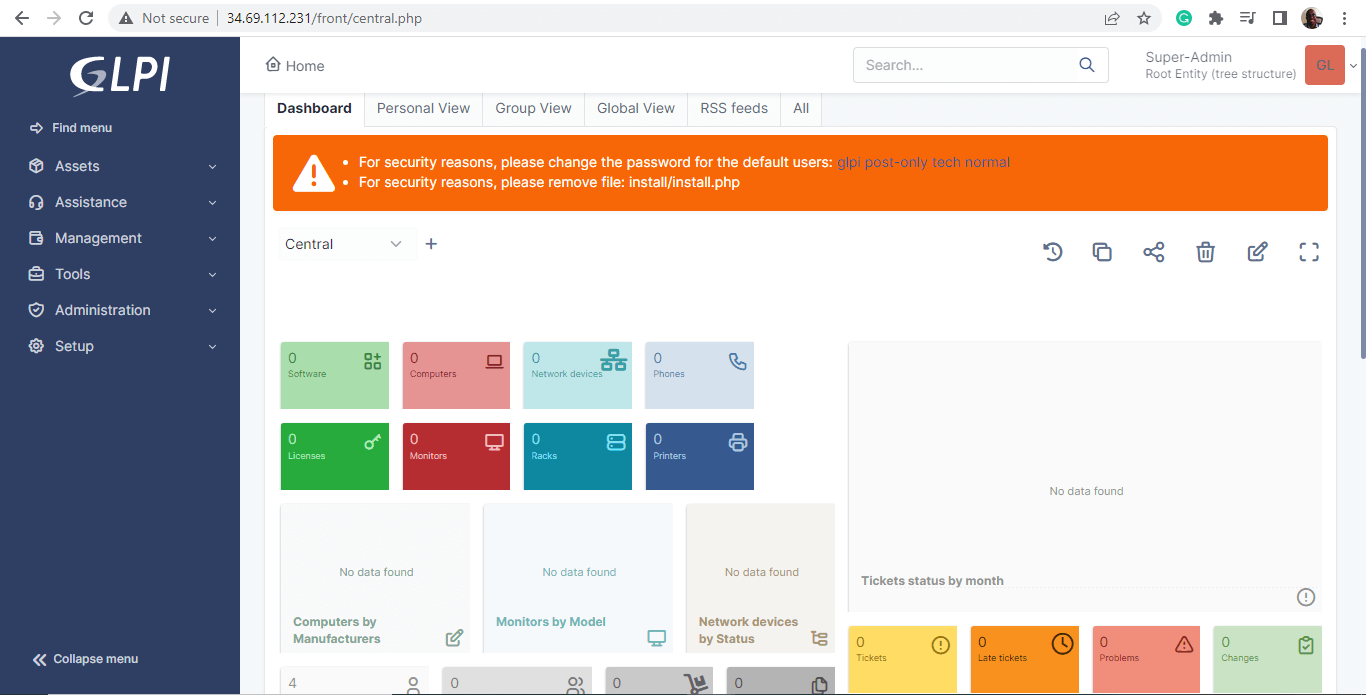 Not secure
34.69.112.231/front/central.php
GLPI
Find menu
Assets
Assistance
Management
Tools
Administration
Setup
Collapse menu
Home
Search...
Super-Admin
Root Entity (tree structure)
GL
Dashboard
Personal View
Group View
Global View
RSS feeds
All
For security reasons, please change the password for the default users: glpi post-only tech normal
For security reasons, please remove file: install/install.php
Central
0
Software
0
Computers
0
Network devices
0
Phones
0
Licenses
0
Monitors
0
Racks
0
Printers
No data found
Tickets status by month
No data found
Computers by
Manufacturers
No data found
Monitors by Model
No data found
Network devices
by Status
0
Tickets
0
Late tickets
0
Problems
0
Changes
4
0
0
0